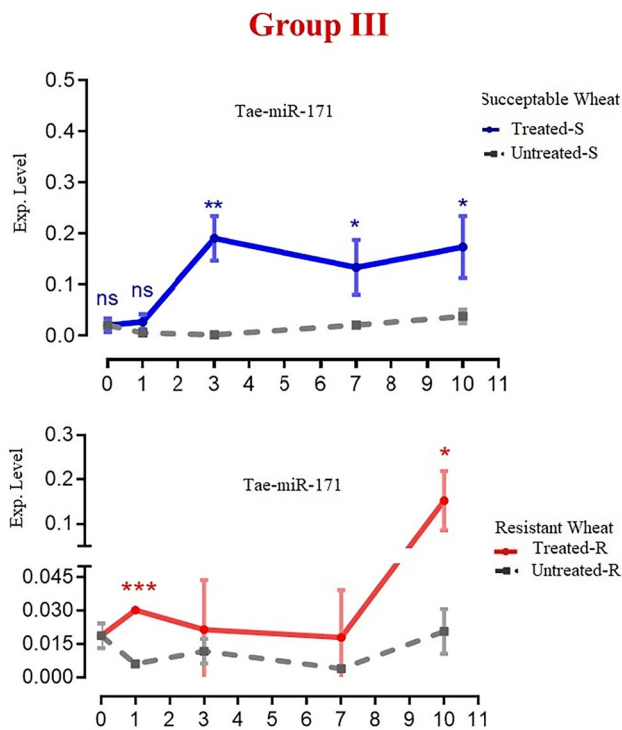 Group III
0.5
Tae-miR-171
Succeptable Wheat
Treated-S
Untreated-S
0.4
0.3
0.2
0.1
0.0
Exp. Level
ns
ns
**
*
*
0 1 2 3 4 5 6 7 8 9 10 11
0.3
0.2
0.1
0.045
0.030
0.015
0.000
Exp. Level
Tae-miR-171
*
***
Resistant Wheat
Treated-R
Untreated-R
0 1 2 3 4 5 6 7 8 9 10 11